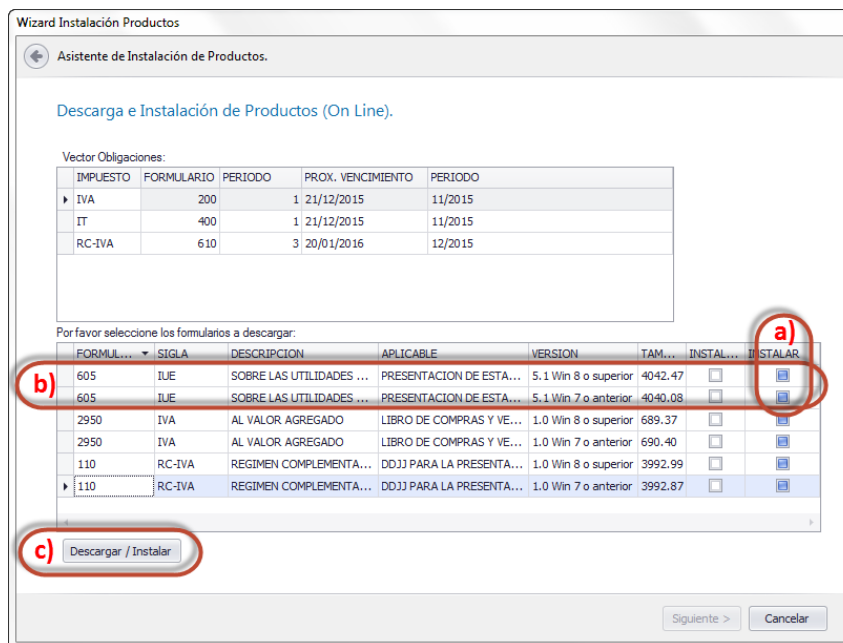 Wizard Instalación Productos
Asistente de Instalación de Productos.
Descarga e Instalación de Productos (On Line).
Vector Obligaciones:
IMPUESTO FORMULARIO PERIODO PROX. VENCIMIENTO PERIODO
IVA 200 1 21/12/2015 11/2015
IT 400 1 21/12/2015 11/2015
RC-IVA 610 3 20/01/2016 12/2015
Por favor seleccione los formularios a descargar:
a)
FORMUL... SIGLA DESCRIPCION APLICABLE VERSION TAM... INSTAL... INSTALAR
b)
605 IUE SOBRE LAS UTILIDADES ... PRESENTACION DE ESTA... 5.1 Win 8 o superior 4042.47
605 IUE SOBRE LAS UTILIDADES ... PRESENTACION DE ESTA... 5.1 Win 7 o anterior 4040.08
2950 IVA AL VALOR AGREGADO LIBRO DE COMPRAS Y VE... 1.0 Win 8 o superior 689.37
2950 IVA AL VALOR AGREGADO LIBRO DE COMPRAS Y VE... 1.0 Win 7 o anterior 690.40
110 RC-IVA REGIMEN COMPLEMENTA... DDJJ PARA LA PRESENTA... 1.0 Win 8 o superior 3992.99
110 RC-IVA REGIMEN COMPLEMENTA... DDJJ PARA LA PRESENTA... 1.0 Win 7 o anterior 3992.87
c) Descargar / Instalar
Siguiente > Cancelar